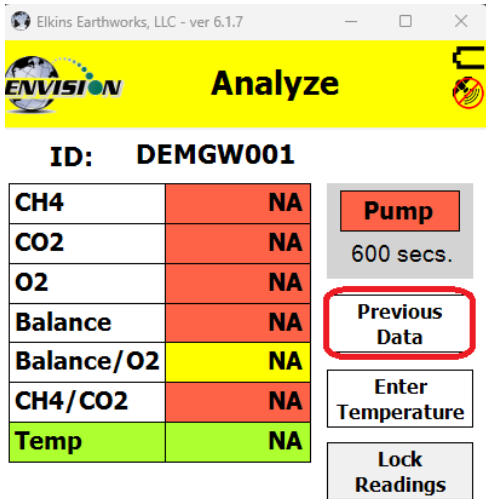 Elkins Earthworks, LLC - ver 6.1.7
ENVISION
Analyze
ID: DEMGW001
CH4 NA
CO2 NA
O2 NA
Balance NA
Balance/O2 NA
CH4/CO2 NA
Temp NA
Pump
600 secs.
Previous
Data
Enter
Temperature
Lock
Readings